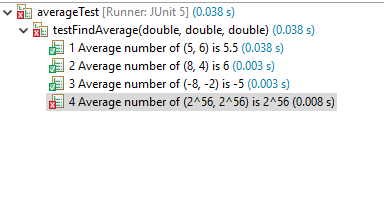 averageTest [Runner: JUnit 5] (0.038 s)
testFindAverage(double, double, double) (0.038 s)
1 Average number of (5, 6) is 5.5 (0.038 s)
2 Average number of (8, 4) is 6 (0.003 s)
3 Average number of (-8, -2) is -5 (0.003 s)
4 Average number of (2^56, 2^56) is 2^56 (0.008 s)